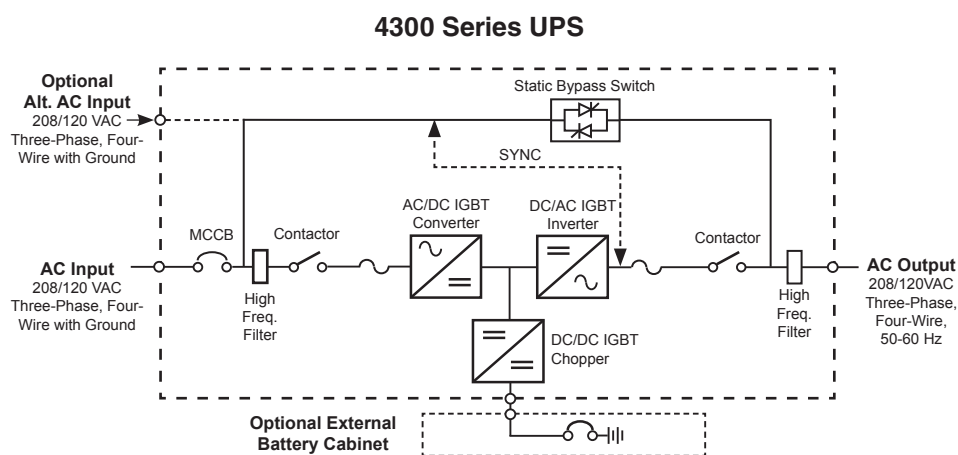 4300 Series UPS
Optional
Alt. AC Input
208/120 VAC
Three-Phase, Four-
Wire with Ground
Static Bypass Switch
SYNC
AC/DC IGBT
Converter
DC/AC IGBT
Inverter
MCCB
Contactor
Contactor
AC Input
208/120 VAC
Three-Phase, Four-
Wire with Ground
High
Freq.
Filter
High
Freq.
Filter
AC Output
208/120VAC
Three-Phase,
Four-Wire,
50-60 Hz
DC/DC IGBT
Chopper
Optional External
Battery Cabinet